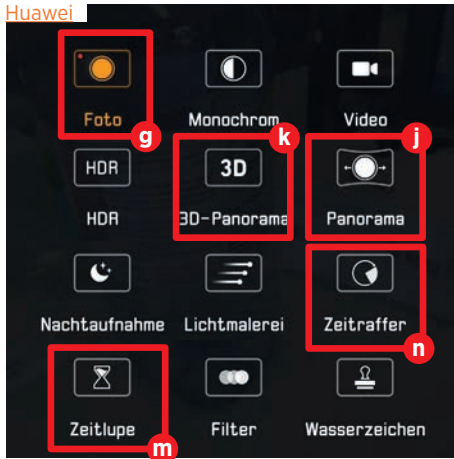 Huawei
Foto Monochrom Video
g k j
HDR 3D
HDR 3D-Panorama Panorama
Nachtaufnahme Lichtmalerei Zeitraffer
n
Zeitlupe Filter Wasserzeichen
m